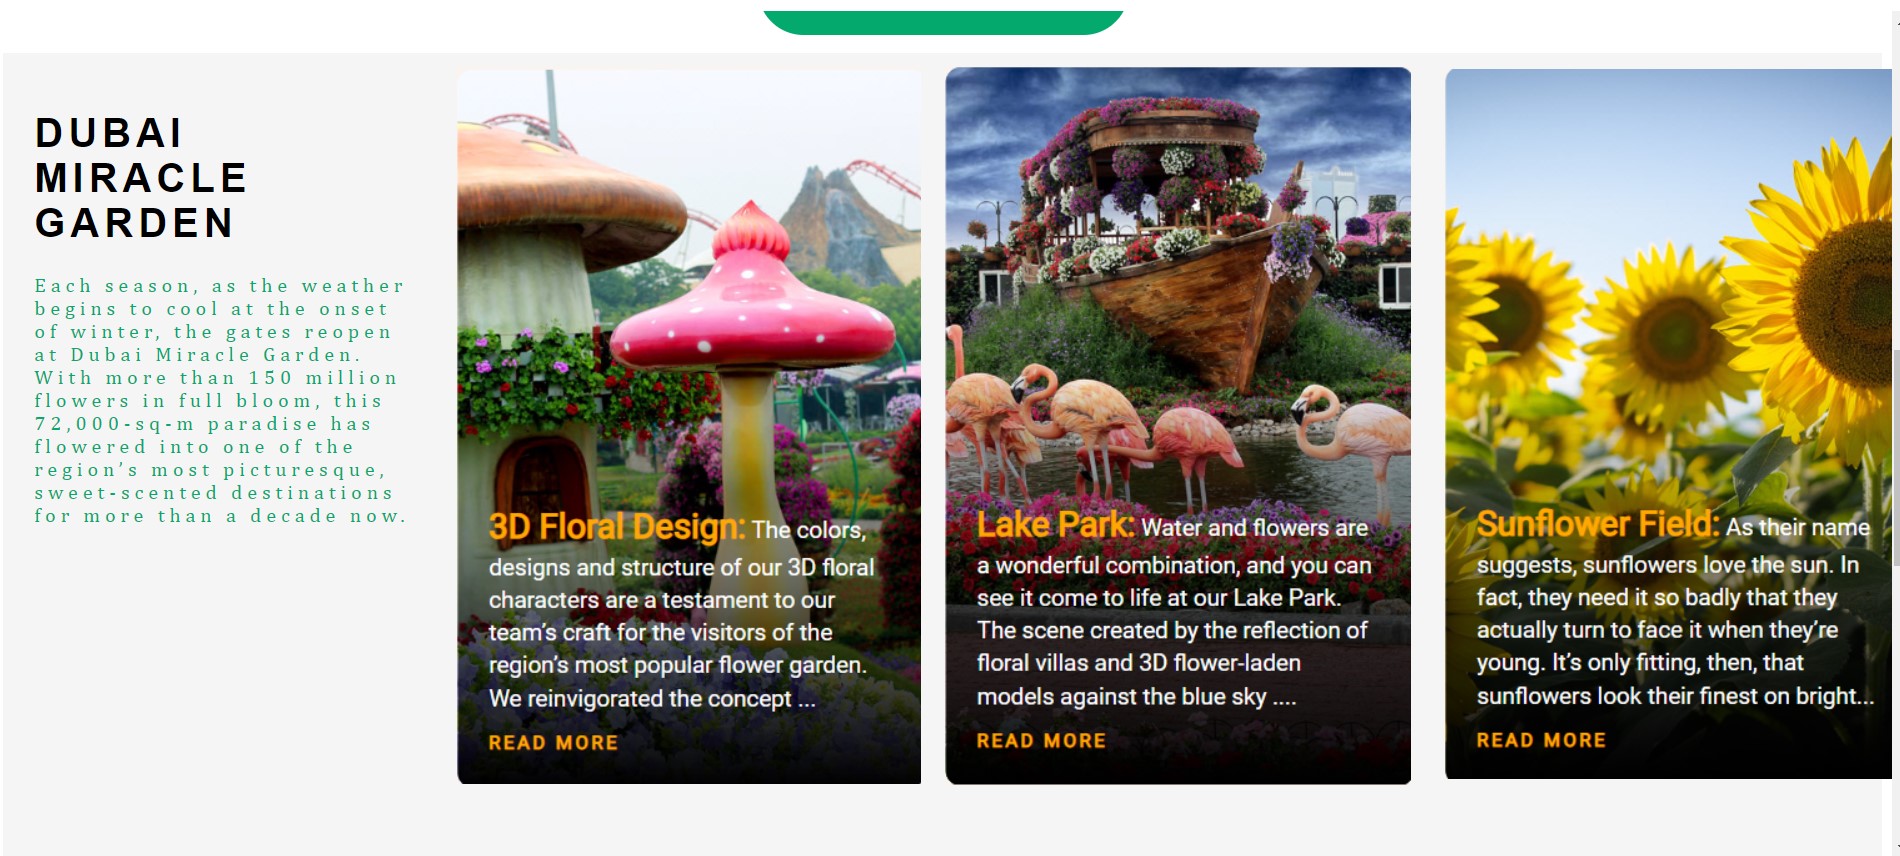 DUBAI
MIRACLE
GARDEN
Each season, as the weather
begins to cool at the onset
of winter, the gates reopen
at Dubai Miracle Garden.
With more than 150 million
flowers in full bloom, this
72,000-sq-m paradise has
flowered into one of the
region’s most picturesque,
sweet-scented destinations
for more than a decade now.
3D Floral Design: The colors,
designs and structure of our 3D floral
characters are a testament to our
team’s craft for the visitors of the
region’s most popular flower garden.
We reinvigorated the concept ...
READ MORE
Lake Park: Water and flowers are
a wonderful combination, and you can
see it come to life at our Lake Park.
The scene created by the reflection of
floral villas and 3D flower-laden
models against the blue sky ....
READ MORE
Sunflower Field: As their name
suggests, sunflowers love the sun. In
fact, they need it so badly that they
actually turn to face it when they’re
young. It’s only fitting, then, that
sunflowers look their finest on bright...
READ MORE